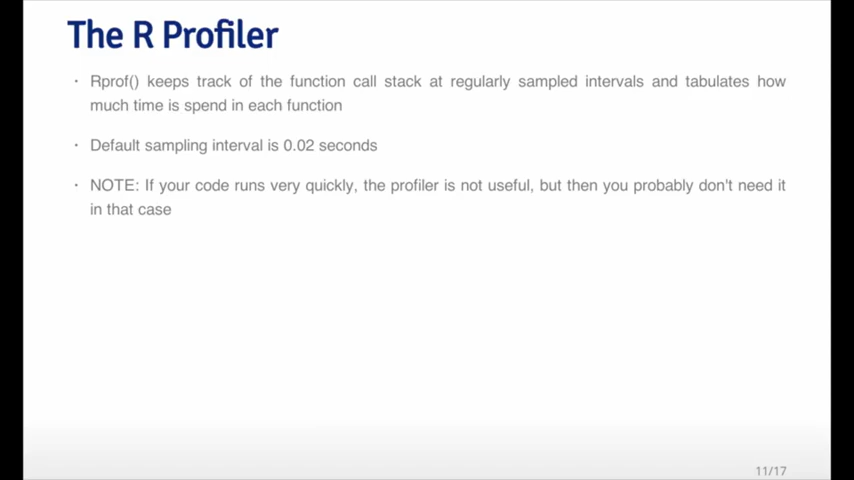 The R Profiler
· Rprof() keeps track of the function call stack at regularly sampled intervals and tabulates how
much time is spend in each function
· Default sampling interval is 0.02 seconds
· NOTE: If your code runs very quickly, the profiler is not useful, but then you probably don't need it
in that case
11/17